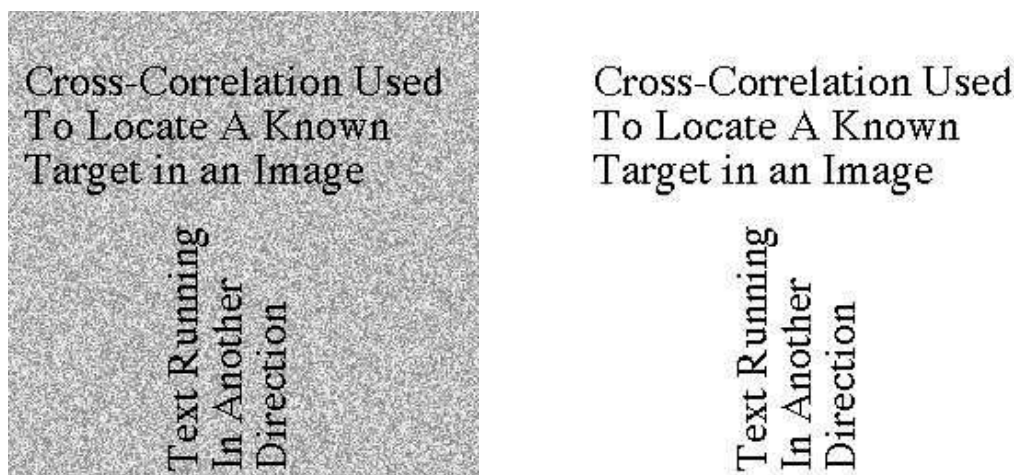 Cross-Correlation Used
To Locate A Known
Target in an Image
Text Running
In Another
Direction
Cross-Correlation Used
To Locate A Known
Target in an Image
Text Running
In Another
Direction